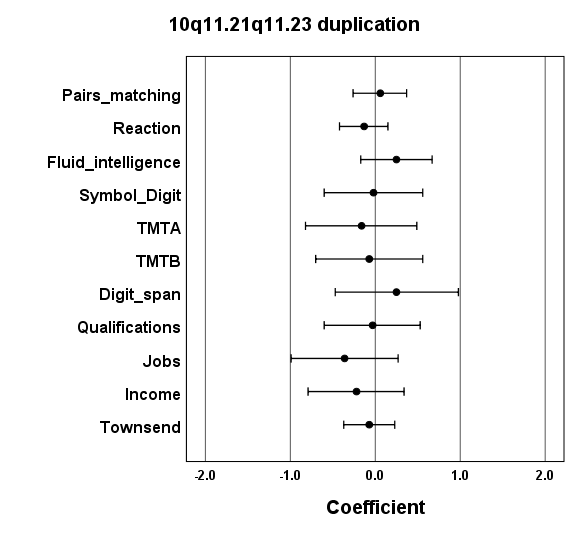 10q11.21q11.23 duplication
Pairs_matching
Reaction
Fluid_intelligence
Symbol_Digit
TMTA
TMTB
Digit_span
Qualifications
Jobs
Income
Townsend
-2.0 -1.0 0.0 1.0 2.0
Coefficient